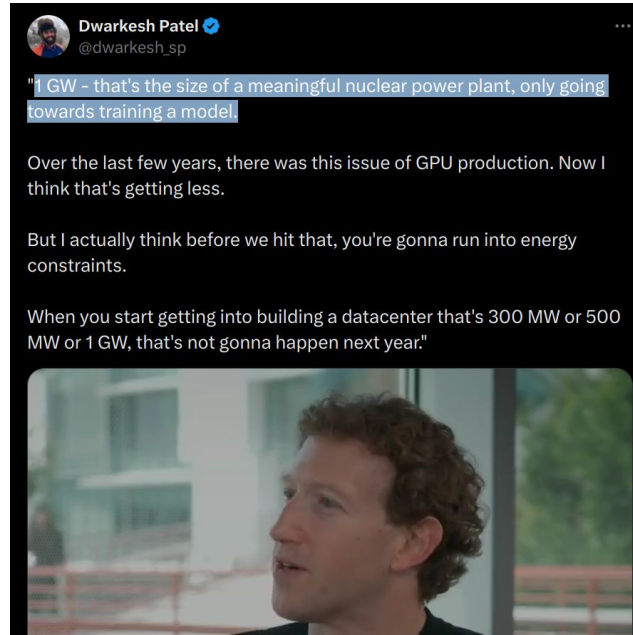 Dwarkesh Patel
@dwarkesh_sp
"1 GW - that's the size of a meaningful nuclear power plant, only going
towards training a model.
Over the last few years, there was this issue of GPU production. Now I
think that's getting less.
But I actually think before we hit that, you're gonna run into energy
constraints.
When you start getting into building a datacenter that's 300 MW or 500
MW or 1 GW, that's not gonna happen next year."